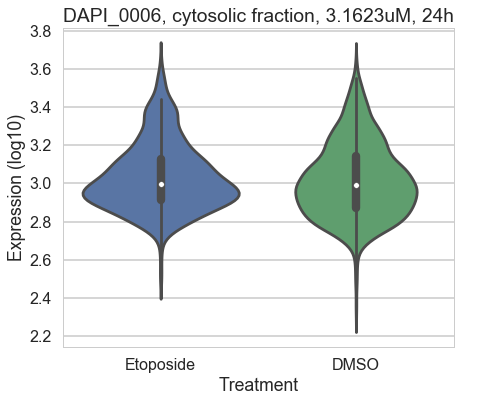 DAPI_0006, cytosolic fraction, 3.1623uM, 24h
Expression (log10)
3.8
3.6
3.4
3.2
3.0
2.8
2.6
2.4
2.2
Etoposide
DMSO
Treatment